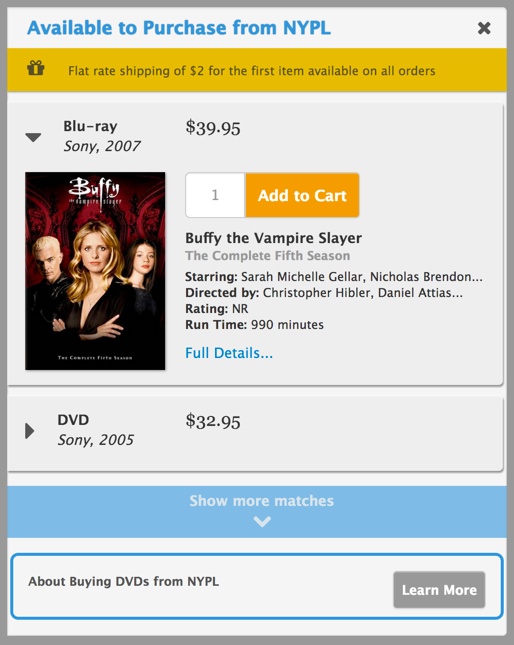 Available to Purchase from NYPL
Flat rate shipping of $2 for the first item available on all orders
Blu-ray
Sony, 2007
$39.95
Buffy
the vampire slayer
The Complete Fifth Season
1
Add to Cart
Buffy the Vampire Slayer
The Complete Fifth Season
Starring: Sarah Michelle Gellar, Nicholas Brendon...
Directed by: Christopher Hibler, Daniel Attias...
Rating: NR
Run Time: 990 minutes
Full Details...
DVD
Sony, 2005
$32.95
Show more matches
About Buying DVDs from NYPL
Learn More